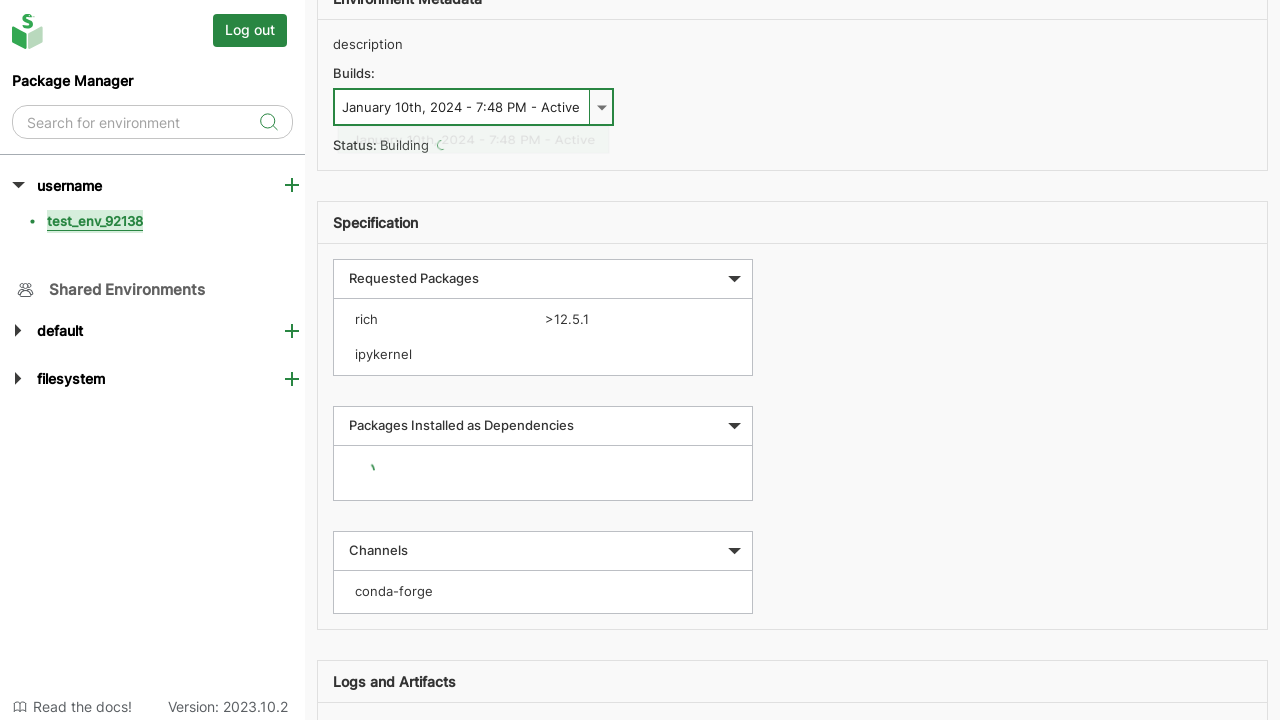 Log out
Package Manager
Search for environment
username
test_env_92138
Shared Environments
default
filesystem
Read the docs!
Version: 2023.10.2
Environment Metadata
description
Builds:
January 10th, 2024 - 7:48 PM - Active
January 10th, 2024 - 7:48 PM - Active
Status: Building
Specification
Requested Packages
rich >12.5.1
ipykernel
Packages Installed as Dependencies
Channels
conda-forge
Logs and Artifacts